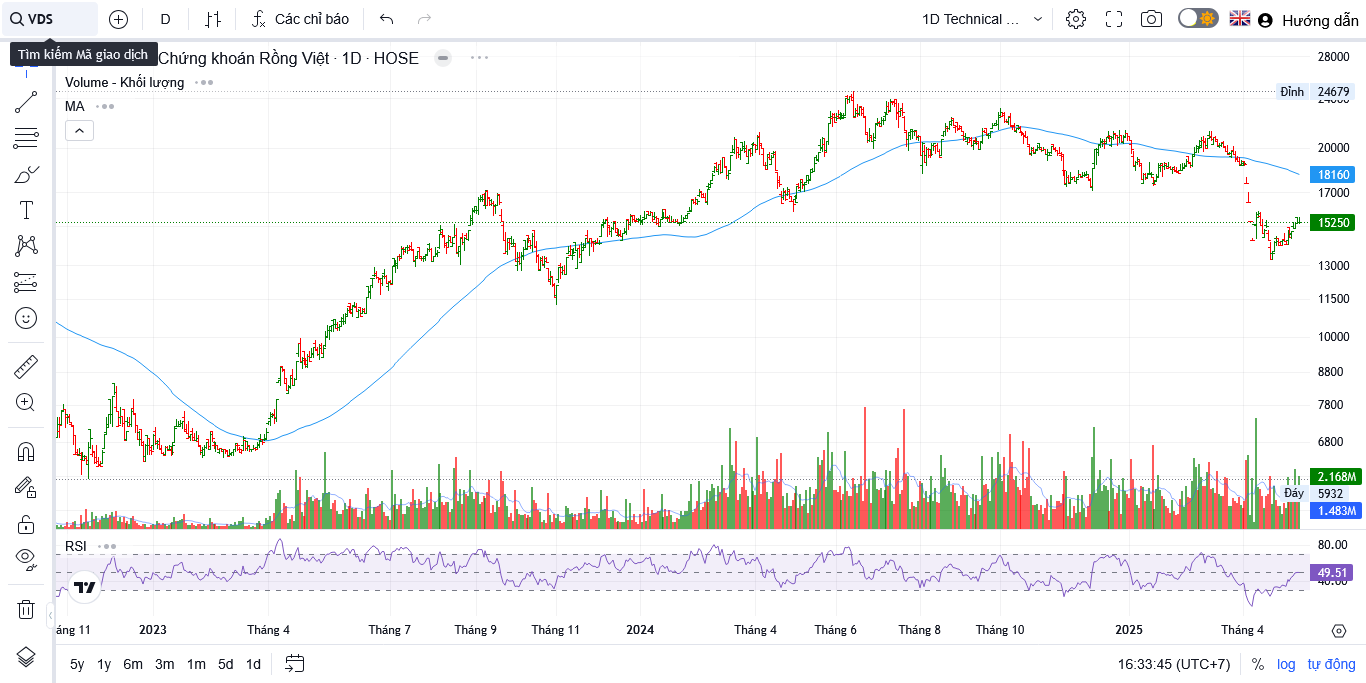 VDS
D
Các chỉ báo
1D Technical ...
Hướng dẫn
Tìm kiếm Mã giao dịch
Chứng khoán Rồng Việt · 1D · HOSE
Volume - Khối lượng
MA
28000
Đỉnh 24679
24000
20000
18160
17000
15250
13000
11500
10000
8800
7800
6800
2.168M
Đáy 5932
1.483M
RSI
80.00
49.51
40.00
áng 11 2023 Tháng 4 Tháng 7 Tháng 9 Tháng 11 2024 Tháng 4 Tháng 6 Tháng 8 Tháng 10 2025 Tháng 4
5y 1y 6m 3m 1m 5d 1d
16:33:45 (UTC+7) % log tự động